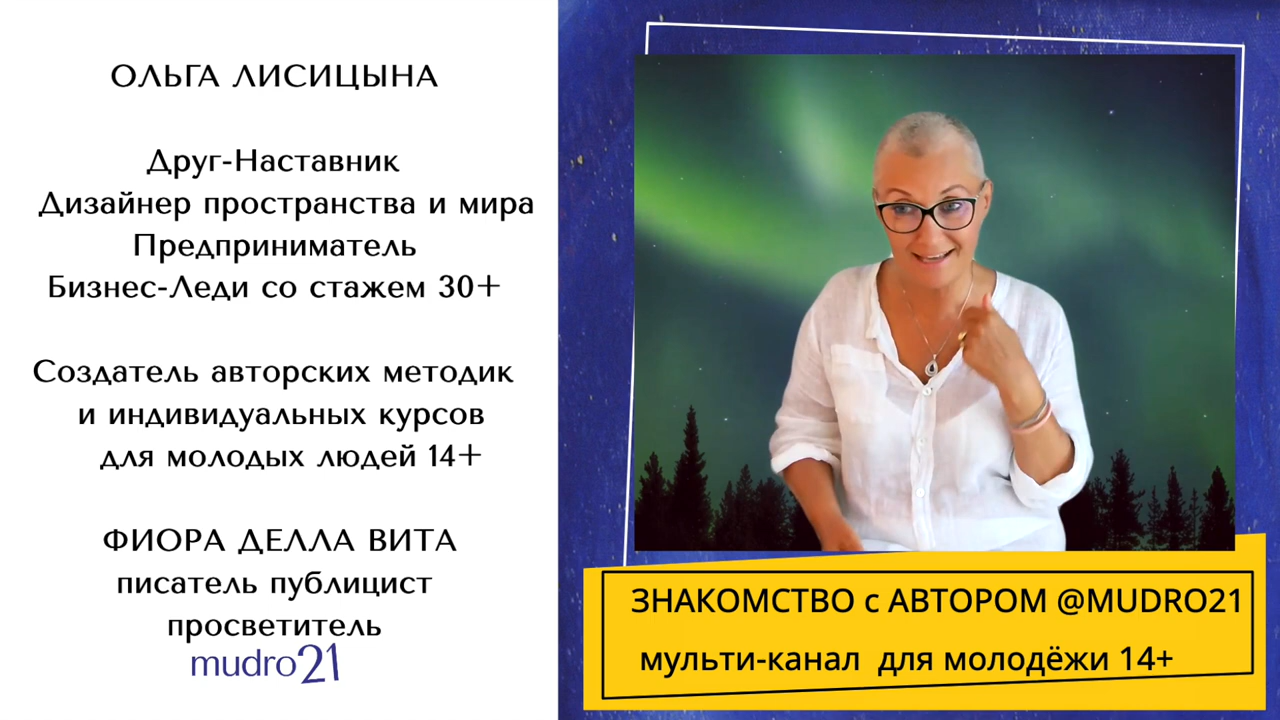 ОЛЬГА ЛИСИЦЫНА
Друг-Наставник
Дизайнер пространства и мира
Предприниматель
Бизнес-Леди со стажем 30+
Создатель авторских методик
и индивидуальных курсов
для молодых людей 14+
ФИОРА ДЕЛЛА ВИТА
писатель публицист
просветитель
mudro21
ЗНАКОМСТВО с АВТОРОМ @MUDRO21
мульти-канал для молодёжи 14+